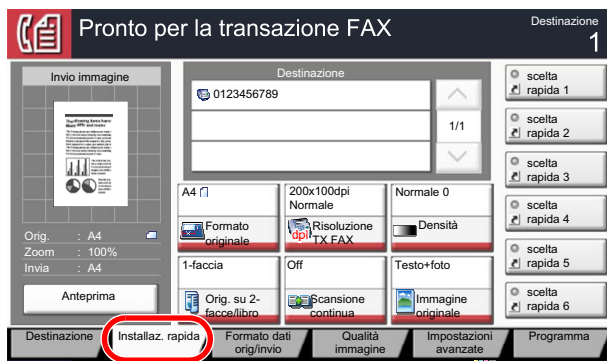 Pronto per la transazione FAX
Destinazione
1
Invio immagine
Orig. : A4
Zoom : 100%
Invia : A4
Anteprima
Destinazione
0123456789
1/1
A4
Formato
originale
200x100dpi
Normale
dpi
Risoluzione
TX FAX
Normale 0
Densità
1-faccia
Orig. su 2-
facce/libro
Off
Scansione
continua
Testo+foto
Immagine
originale
scelta
rapida 1
scelta
rapida 2
scelta
rapida 3
scelta
rapida 4
scelta
rapida 5
scelta
rapida 6
Destinazione
Installaz. rapida
Formato dati
orig/invio
Qualità
immagine
Impostazioni
avanzate
Programma